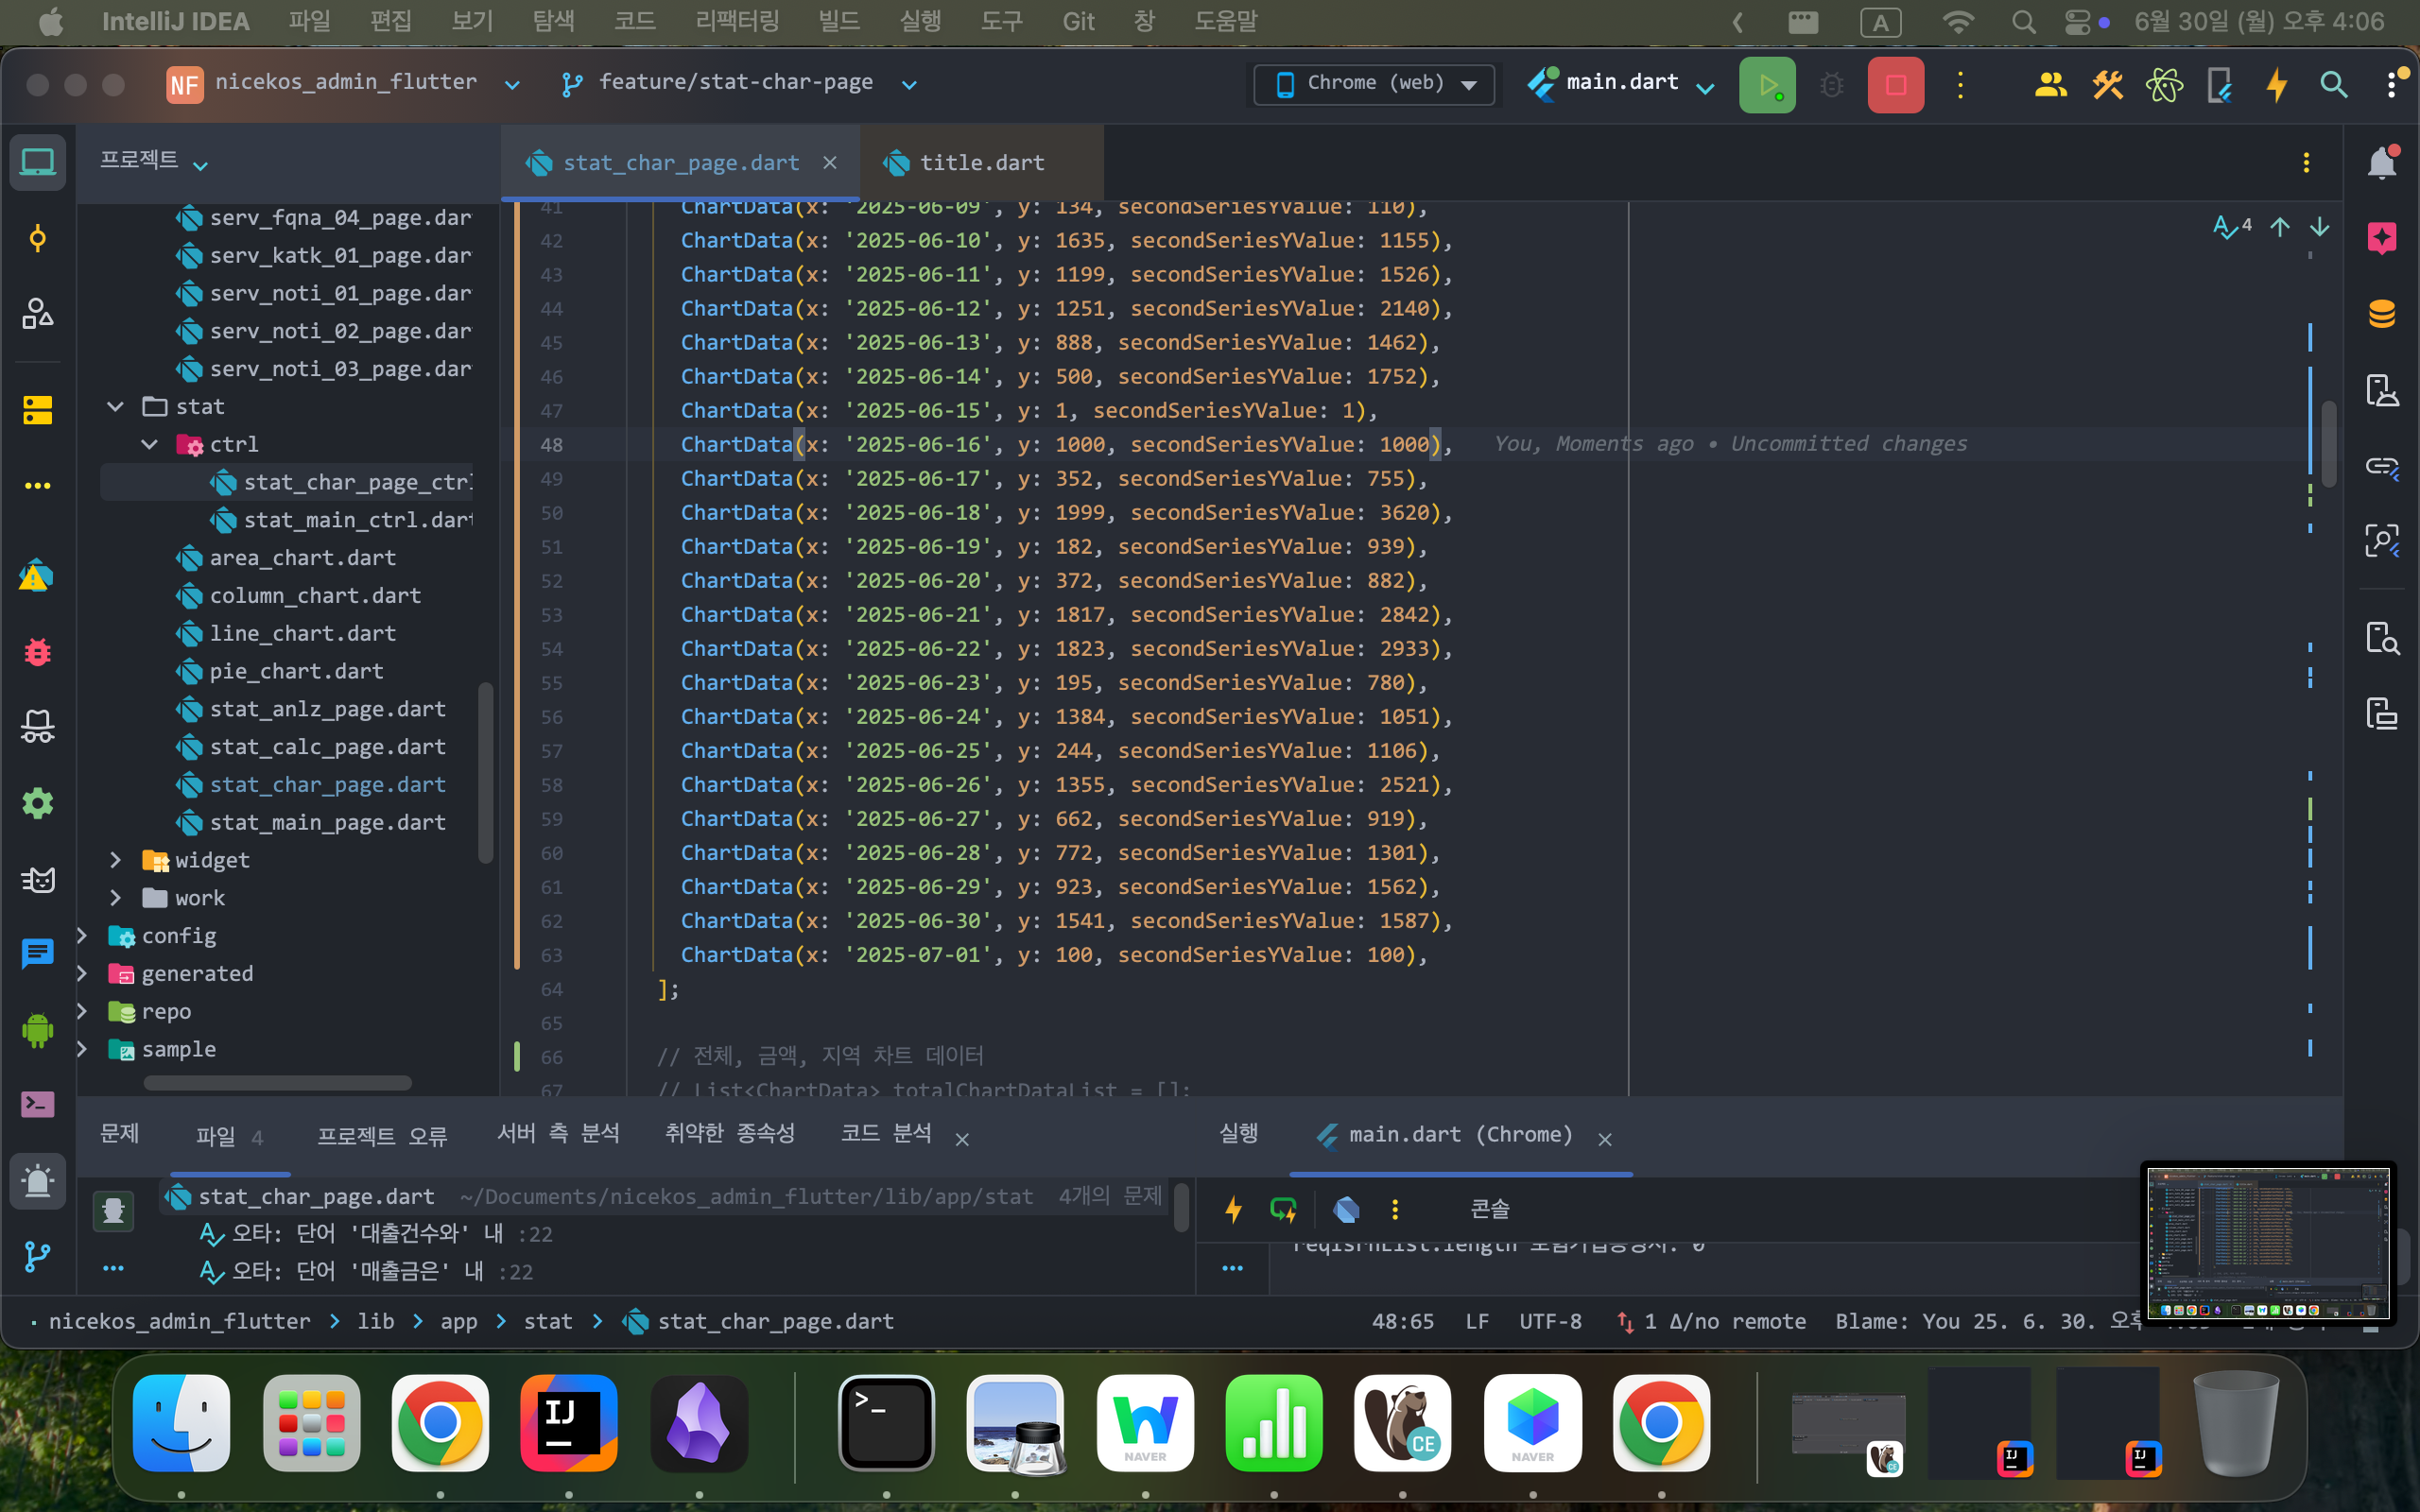 IntelliJ IDEA 파일 편집 보기 탐색 코드 리팩터링 빌드 실행 도구 Git 창 도움말 A 6월 30일 (월) 오후 4:06
NF nicekos_admin_flutter feature/stat-char-page Chrome (web) main.dart
프로젝트
stat_char_page.dart title.dart
serv_fqna_04_page.dar
serv_katk_01_page.dar
serv_noti_01_page.dar
serv_noti_02_page.dar
serv_noti_03_page.dar
stat
ctrl
stat_char_page_ctrl
stat_main_ctrl.dart
area_chart.dart
column_chart.dart
line_chart.dart
pie_chart.dart
stat_anlz_page.dart
stat_calc_page.dart
stat_char_page.dart
stat_main_page.dart
widget
work
config
generated
repo
sample
41 ChartData(x: '2025-06-09', y: 134, secondSeriesYValue: 110),
42 ChartData(x: '2025-06-10', y: 1635, secondSeriesYValue: 1155),
43 ChartData(x: '2025-06-11', y: 1199, secondSeriesYValue: 1526),
44 ChartData(x: '2025-06-12', y: 1251, secondSeriesYValue: 2140),
45 ChartData(x: '2025-06-13', y: 888, secondSeriesYValue: 1462),
46 ChartData(x: '2025-06-14', y: 500, secondSeriesYValue: 1752),
47 ChartData(x: '2025-06-15', y: 1, secondSeriesYValue: 1),
48 ChartData(x: '2025-06-16', y: 1000, secondSeriesYValue: 1000), You, Moments ago • Uncommitted changes
49 ChartData(x: '2025-06-17', y: 352, secondSeriesYValue: 755),
50 ChartData(x: '2025-06-18', y: 1999, secondSeriesYValue: 3620),
51 ChartData(x: '2025-06-19', y: 182, secondSeriesYValue: 939),
52 ChartData(x: '2025-06-20', y: 372, secondSeriesYValue: 882),
53 ChartData(x: '2025-06-21', y: 1817, secondSeriesYValue: 2842),
54 ChartData(x: '2025-06-22', y: 1823, secondSeriesYValue: 2933),
55 ChartData(x: '2025-06-23', y: 195, secondSeriesYValue: 780),
56 ChartData(x: '2025-06-24', y: 1384, secondSeriesYValue: 1051),
57 ChartData(x: '2025-06-25', y: 244, secondSeriesYValue: 1106),
58 ChartData(x: '2025-06-26', y: 1355, secondSeriesYValue: 2521),
59 ChartData(x: '2025-06-27', y: 662, secondSeriesYValue: 919),
60 ChartData(x: '2025-06-28', y: 772, secondSeriesYValue: 1301),
61 ChartData(x: '2025-06-29', y: 923, secondSeriesYValue: 1562),
62 ChartData(x: '2025-06-30', y: 1541, secondSeriesYValue: 1587),
63 ChartData(x: '2025-07-01', y: 100, secondSeriesYValue: 100),
64 ];
65
66 // 전체, 금액, 지역 차트 데이터
67 // List<ChartData> totalChartDataList = [];
4
문제 파일 4 프로젝트 오류 서버 측 분석 취약한 종속성 코드 분석
stat_char_page.dart ~/Documents/nicekos_admin_flutter/lib/app/stat 4개의 문제
오타: 단어 '대출건수와' 내 :22
오타: 단어 '매출금은' 내 :22
실행 main.dart (Chrome)
콘솔
nicekos_admin_flutter lib app stat stat_char_page.dart 48:65 LF UTF-8 1 Δ/no remote Blame: You 25. 6. 30.
IJ NAVER CE NAVER CE IJ IJ